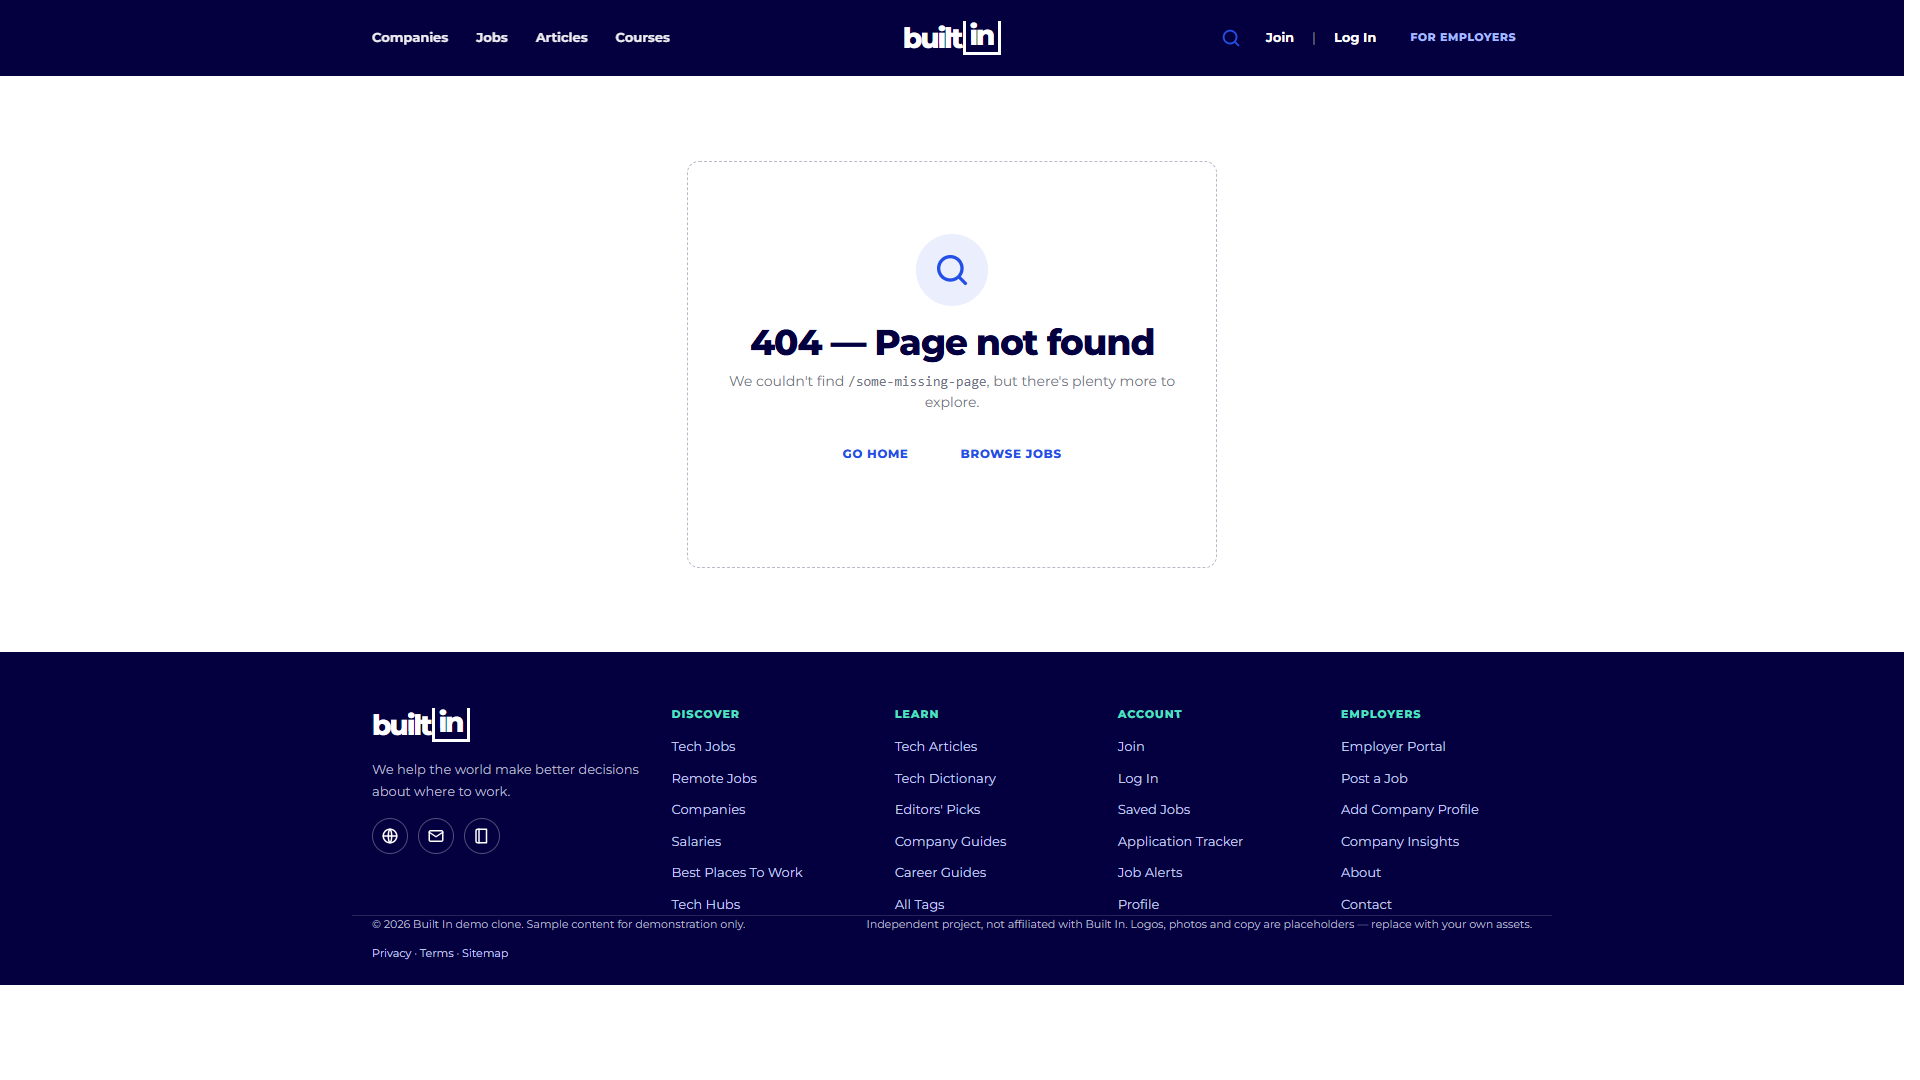 Companies Jobs Articles Courses
built in
Join | Log In FOR EMPLOYERS
404 — Page not found
We couldn't find /some-missing-page, but there's plenty more to
explore.
GO HOME BROWSE JOBS
built in
We help the world make better decisions
about where to work.
DISCOVER
Tech Jobs
Remote Jobs
Companies
Salaries
Best Places To Work
Tech Hubs
LEARN
Tech Articles
Tech Dictionary
Editors' Picks
Company Guides
Career Guides
All Tags
ACCOUNT
Join
Log In
Saved Jobs
Application Tracker
Job Alerts
Profile
EMPLOYERS
Employer Portal
Post a Job
Add Company Profile
Company Insights
About
Contact
© 2026 Built In demo clone. Sample content for demonstration only.
Independent project, not affiliated with Built In. Logos, photos and copy are placeholders — replace with your own assets.
Privacy · Terms · Sitemap